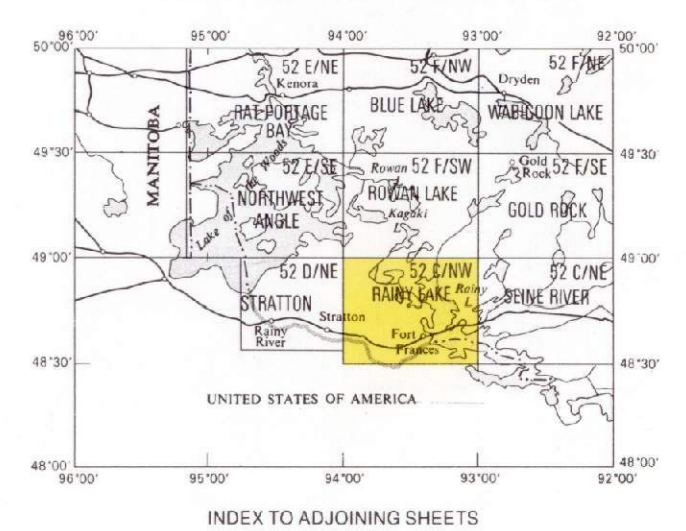 96°00' 95°00' 94°00' 93°00' 92°00'
50°00' 50°00'
52 E/NE 52 F/NW 52 F/NE
Kenora Dryden
RAT PORTAGE BAY BLUE LAKE WABIGOON LAKE
MANITOBA
49°30' 49°30'
52 E/SE 52 F/SW 52 F/SE
Lake of the Woods
Rowan
Gold Rock
NORTHWEST ANGLE ROWAN LAKE GOLD ROCK
Kagaki L
49°00' 49°00'
52 D/NE 52 C/NW 52 C/NE
STRATTON RAINY LAKE SEINE RIVER
Rainy L
Stratton
Rainy River
Fort Frances
48°30' 48°30'
UNITED STATES OF AMERICA
48°00' 48°00'
96°00' 95°00' 94°00' 93°00' 92°00'
INDEX TO ADJOINING SHEETS